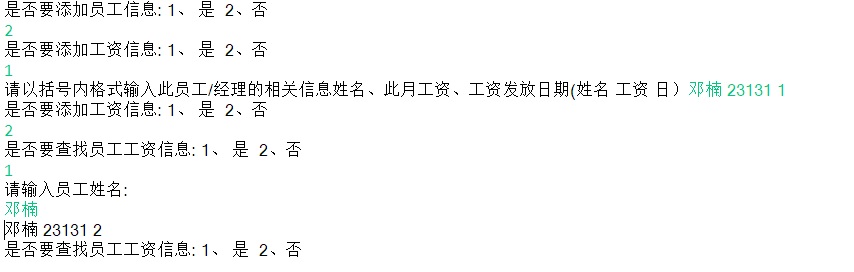 是否要添加员工信息: 1、 是  2、否
2
是否要添加工资信息: 1、 是  2、否
1
请以括号内格式输入此员工/经理的相关信息姓名、此月工资、工资发放日期(姓名 工资 日）邓楠 23131 1
是否要添加工资信息: 1、 是  2、否
2
是否要查找员工工资信息: 1、 是  2、否
1
请输入员工姓名:
邓楠
邓楠 23131 2
是否要查找员工工资信息: 1、 是  2、否